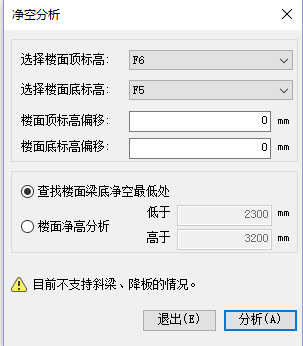 净空分析
选择楼面顶标高: F6
选择楼面底标高: F5
楼面顶标高偏移: 0 mm
楼面底标高偏移: 0 mm
查找楼面梁底净空最低处
低于 2300 mm
楼面净高分析
高于 3200 mm
目前不支持斜梁、降板的情况。
退出(E) 分析(A)